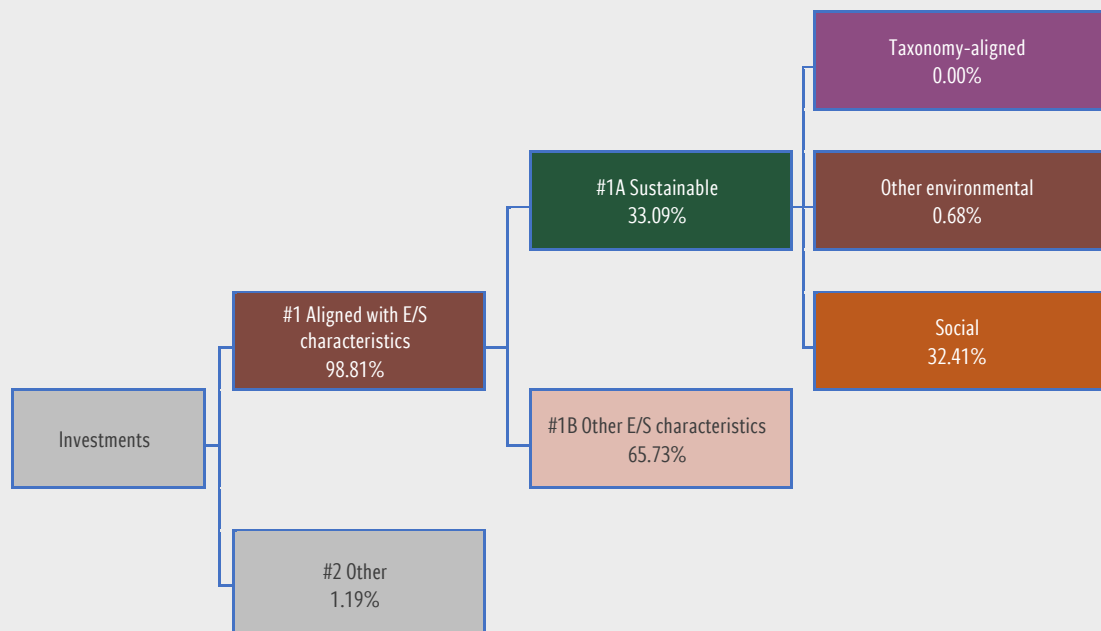 Taxonomy-aligned
0.00%
#1A Sustainable
33.09%
Other environmental
0.68%
#1 Aligned with E/S
characteristics
98.81%
Social
32.41%
Investments
#1B Other E/S characteristics
65.73%
#2 Other
1.19%